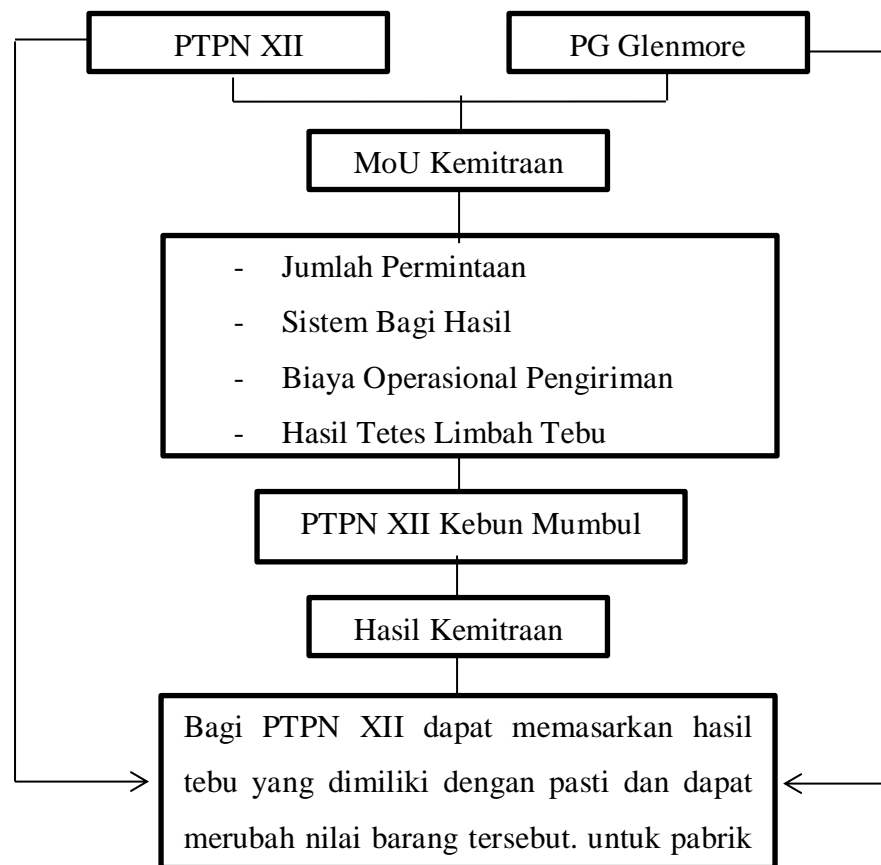 PTPN XII
PG Glenmore
MoU Kemitraan
- Jumlah Permintaan
- Sistem Bagi Hasil
- Biaya Operasional Pengiriman
- Hasil Tetes Limbah Tebu
PTPN XII Kebun Mumbul
Hasil Kemitraan
Bagi PTPN XII dapat memasarkan hasil
tebu yang dimiliki dengan pasti dan dapat
merubah nilai barang tersebut. untuk pabrik